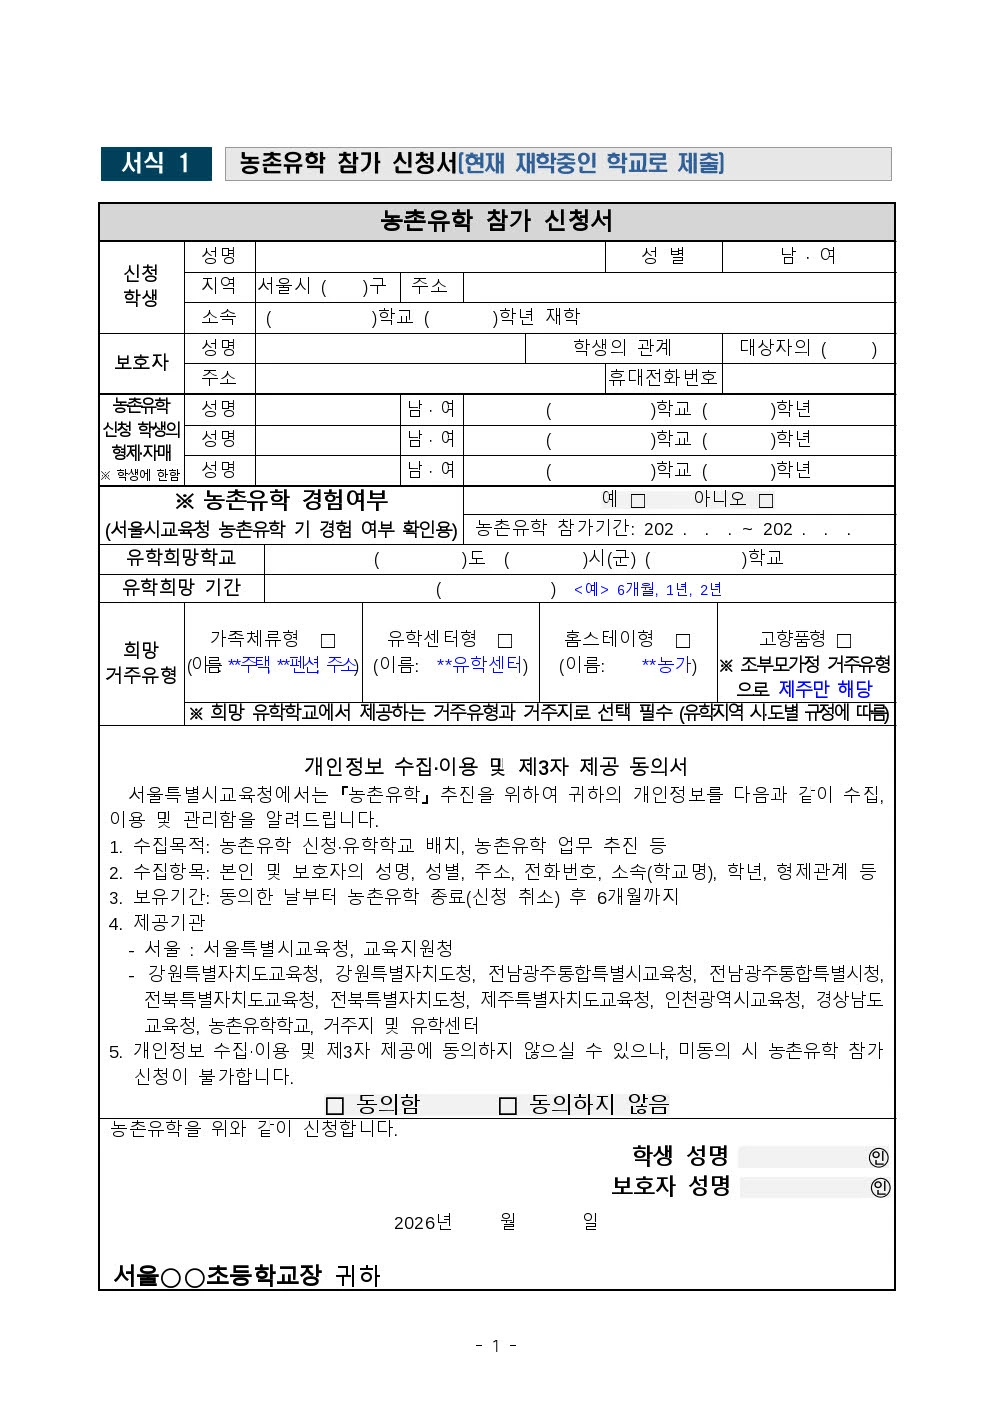 서식 1
농촌유학 참가 신청서(현재 재학중인 학교로 제출)
농촌유학 참가 신청서
신청
학생
성명
성 별
남 · 여
지역
서울시 ( )구
주소
소속
( )학교 ( )학년 재학
보호자
성명
학생의 관계
대상자의 ( )
주소
휴대전화번호
농촌유학
신청 학생의
형제·자매
※ 학생에 한함
성명
남 · 여
( )학교 ( )학년
성명
남 · 여
( )학교 ( )학년
성명
남 · 여
( )학교 ( )학년
※ 농촌유학 경험여부
(서울시교육청 농촌유학 기 경험 여부 확인용)
예 □ 아니오 □
농촌유학 참가기간: 202 . . . ~ 202 . . .
유학희망학교
( )도 ( )시(군) ( )학교
유학희망 기간
( ) <예> 6개월, 1년, 2년
희망
거주유형
가족체류형 □
(이름: **주택 **펜션, 주소)
유학센터형 □
(이름: **유학센터)
홈스테이형 □
(이름: **농가)
고향품형 □
※ 조부모가정 거주유형
으로 제주만 해당
※ 희망 유학학교에서 제공하는 거주유형과 거주지로 선택 필수 (유학지역 시·도별 규정에 따름)
개인정보 수집·이용 및 제3자 제공 동의서
서울특별시교육청에서는 『농촌유학』 추진을 위하여 귀하의 개인정보를 다음과 같이 수집,
이용 및 관리함을 알려드립니다.
1. 수집목적: 농촌유학 신청·유학학교 배치, 농촌유학 업무 추진 등
2. 수집항목: 본인 및 보호자의 성명, 성별, 주소, 전화번호, 소속(학교명), 학년, 형제관계 등
3. 보유기간: 동의한 날부터 농촌유학 종료(신청 취소) 후 6개월까지
4. 제공기관
- 서울 : 서울특별시교육청, 교육지원청
- 강원특별자치도교육청, 강원특별자치도청, 전남광주통합특별시교육청, 전남광주통합특별시청,
전북특별자치도교육청, 전북특별자치도청, 제주특별자치도교육청, 인천광역시교육청, 경상남도
교육청, 농촌유학학교, 거주지 및 유학센터
5. 개인정보 수집·이용 및 제3자 제공에 동의하지 않으실 수 있으나, 미동의 시 농촌유학 참가
신청이 불가합니다.
□ 동의함 □ 동의하지 않음
농촌유학을 위와 같이 신청합니다.
학생 성명 ㊞
보호자 성명 ㊞
2026년 월 일
서울○○초등학교장 귀하
- 1 -